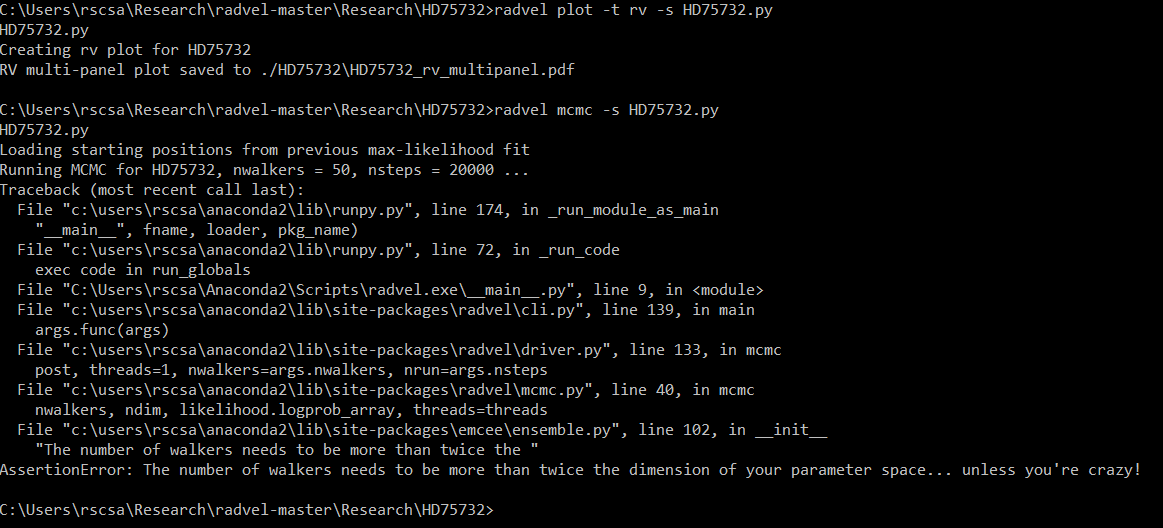 C:\Users\rscsa\Research\radvel-master\Research\HD75732>radvel plot -t rv -s HD75732.py
HD75732.py
Creating rv plot for HD75732
RV multi-panel plot saved to ./HD75732\HD75732_rv_multipanel.pdf
C:\Users\rscsa\Research\radvel-master\Research\HD75732>radvel mcmc -s HD75732.py
HD75732.py
Loading starting positions from previous max-likelihood fit
Running MCMC for HD75732, nwalkers = 50, nsteps = 20000 ...
Traceback (most recent call last):
  File "c:\users\rscsa\anaconda2\lib\runpy.py", line 174, in _run_module_as_main
    "__main__", fname, loader, pkg_name)
  File "c:\users\rscsa\anaconda2\lib\runpy.py", line 72, in _run_code
    exec code in run_globals
  File "C:\Users\rscsa\Anaconda2\Scripts\radvel.exe\__main__.py", line 9, in <module>
  File "c:\users\rscsa\anaconda2\lib\site-packages\radvel\cli.py", line 139, in main
    args.func(args)
  File "c:\users\rscsa\anaconda2\lib\site-packages\radvel\driver.py", line 133, in mcmc
    post, threads=1, nwalkers=args.nwalkers, nrun=args.nsteps
  File "c:\users\rscsa\anaconda2\lib\site-packages\radvel\mcmc.py", line 40, in mcmc
    nwalkers, ndim, likelihood.logprob_array, threads=threads
  File "c:\users\rscsa\anaconda2\lib\site-packages\emcee\ensemble.py", line 102, in __init__
    "The number of walkers needs to be more than twice the "
AssertionError: The number of walkers needs to be more than twice the dimension of your parameter space... unless you're crazy!
C:\Users\rscsa\Research\radvel-master\Research\HD75732>